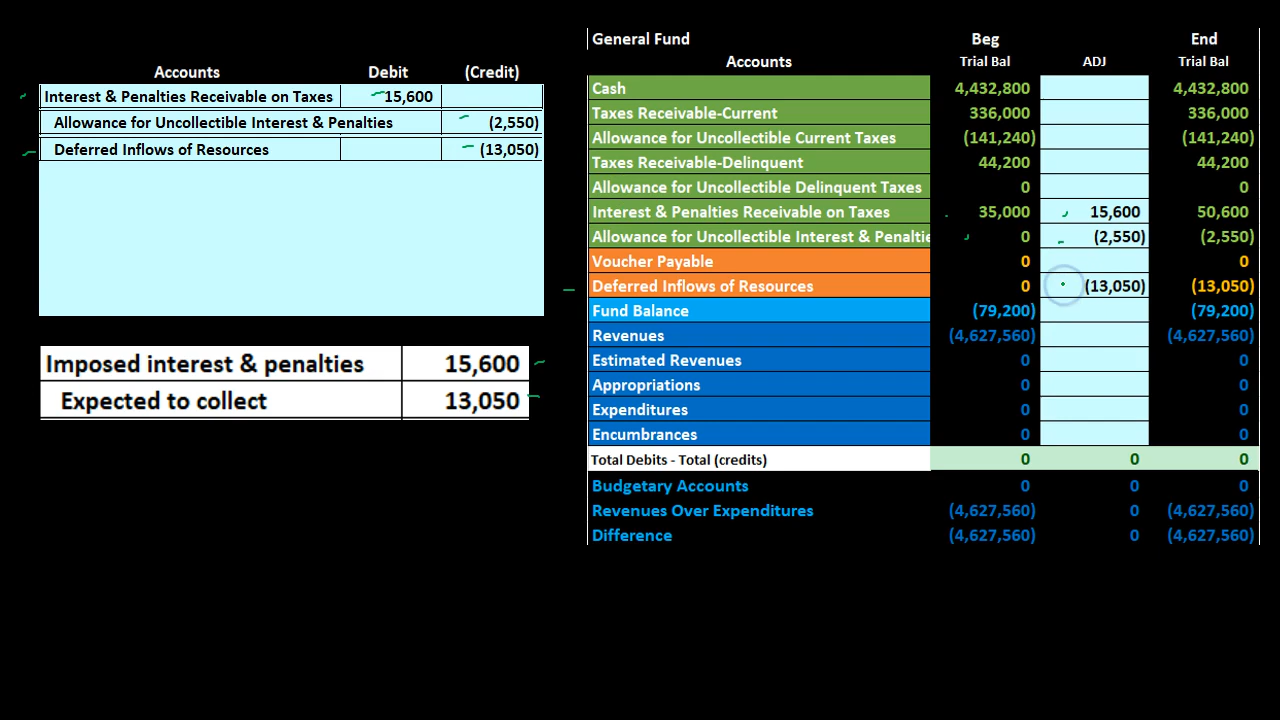 Accounts Debit (Credit)
Interest & Penalties Receivable on Taxes 15,600
Allowance for Uncollectible Interest & Penalties (2,550)
Deferred Inflows of Resources (13,050)
Imposed interest & penalties 15,600
Expected to collect 13,050
General Fund Beg End
Accounts Trial Bal ADJ Trial Bal
Cash 4,432,800 4,432,800
Taxes Receivable-Current 336,000 336,000
Allowance for Uncollectible Current Taxes (141,240) (141,240)
Taxes Receivable-Delinquent 44,200 44,200
Allowance for Uncollectible Delinquent Taxes 0 0
Interest & Penalties Receivable on Taxes 35,000 15,600 50,600
Allowance for Uncollectible Interest & Penaltie 0 (2,550) (2,550)
Voucher Payable 0 0
Deferred Inflows of Resources 0 (13,050) (13,050)
Fund Balance (79,200) (79,200)
Revenues (4,627,560) (4,627,560)
Estimated Revenues 0 0
Appropriations 0 0
Expenditures 0 0
Encumbrances 0 0
Total Debits - Total (credits) 0 0 0
Budgetary Accounts 0 0 0
Revenues Over Expenditures (4,627,560) 0 (4,627,560)
Difference (4,627,560) 0 (4,627,560)